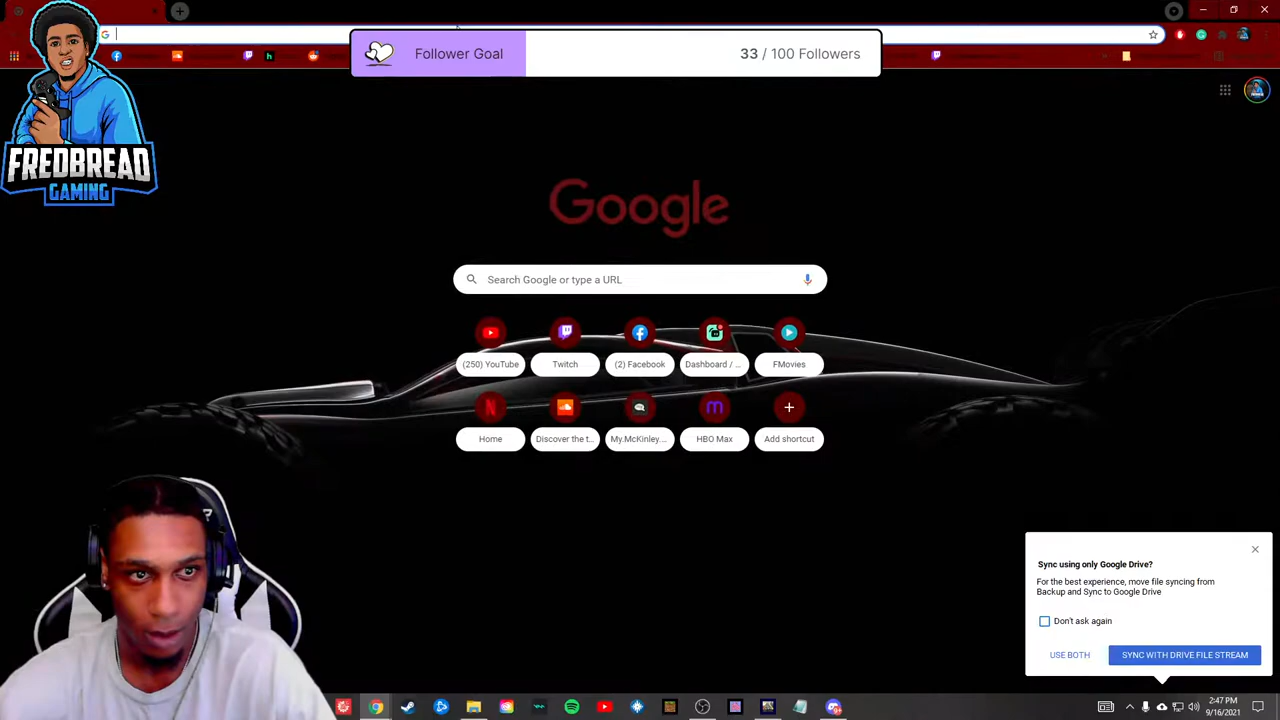 Follower Goal
33 / 100 Followers
FREDBREAD
GAMING
Google
Search Google or type a URL
(250) YouTube
Twitch
(2) Facebook
Dashboard / ...
FMovies
Home
Discover the t...
My.McKinley....
HBO Max
Add shortcut
Sync using only Google Drive?
For the best experience, move file syncing from
Backup and Sync to Google Drive
Don't ask again
USE BOTH
SYNC WITH DRIVE FILE STREAM
2:47 PM
9/16/2021